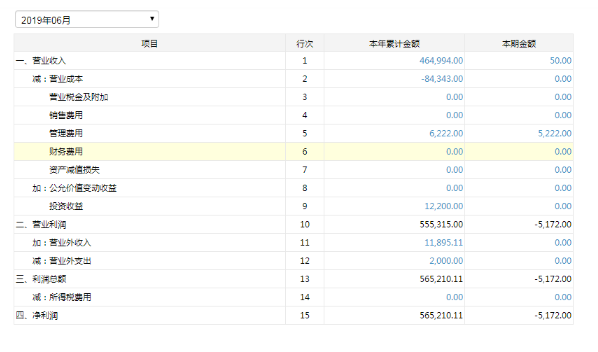 2019年06月
项目 行次 本年累计金额 本期金额
一、营业收入 1 464,994.00 50.00
减：营业成本 2 -84,343.00 0.00
营业税金及附加 3 0.00 0.00
销售费用 4 0.00 0.00
管理费用 5 6,222.00 5,222.00
财务费用 6 0.00 0.00
资产减值损失 7 0.00 0.00
加：公允价值变动收益 8 0.00 0.00
投资收益 9 12,200.00 0.00
二、营业利润 10 555,315.00 -5,172.00
加：营业外收入 11 11,895.11 0.00
减：营业外支出 12 2,000.00 0.00
三、利润总额 13 565,210.11 -5,172.00
减：所得税费用 14 0.00 0.00
四、净利润 15 565,210.11 -5,172.00